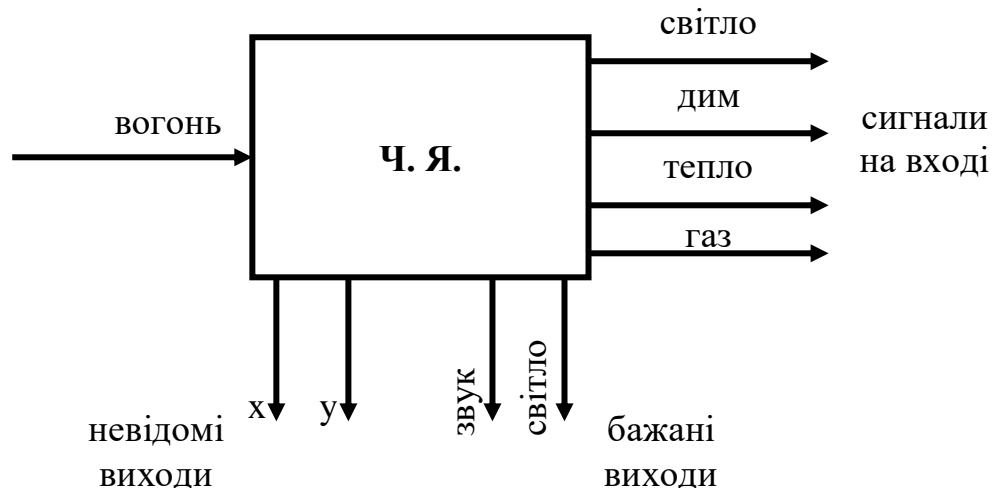 світло
дим
вогонь
сигнали
на вході
Ч. Я.
тепло
газ
звук
світло
x
y
невідомі
виходи
бажані
виходи